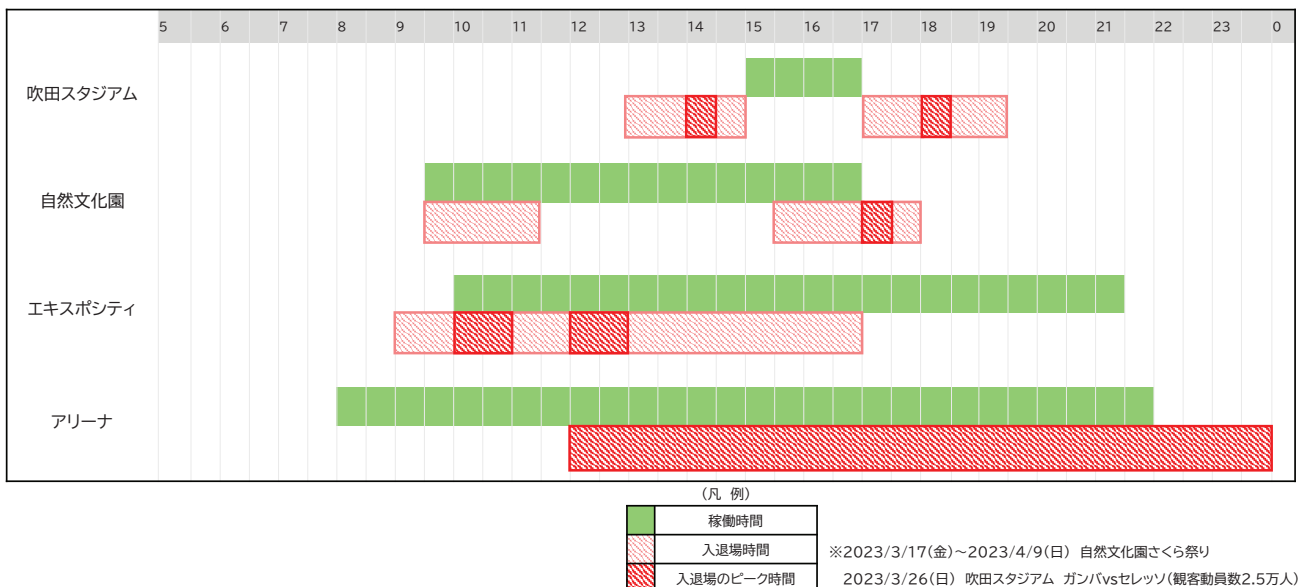 5 6 7 8 9 10 11 12 13 14 15 16 17 18 19 20 21 22 23 0
吹田スタジアム
自然文化園
エキスポシティ
アリーナ
(凡 例)
稼働時間
入退場時間
入退場のピーク時間
※2023/3/17(金)~2023/4/9(日) 自然文化園さくら祭り
2023/3/26(日) 吹田スタジアム ガンバvsセレッソ(観客動員数2.5万人)